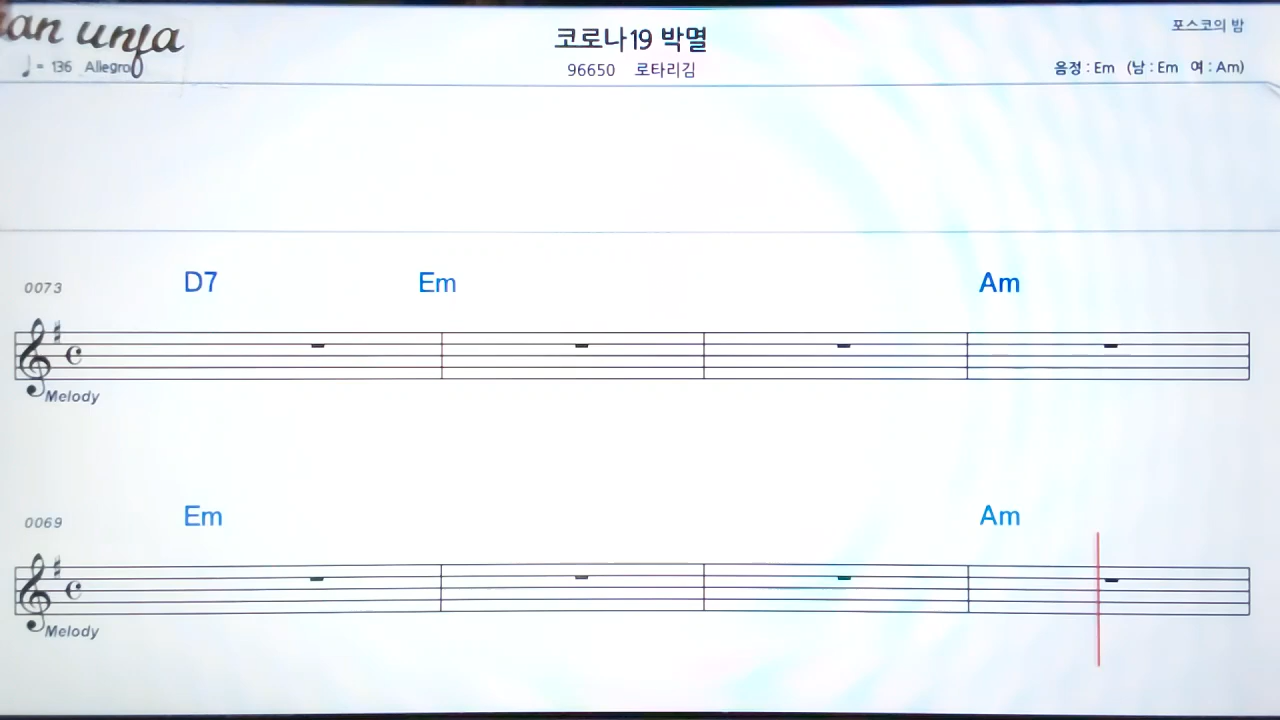 an unfa
코로나19 박멸
포스코의 밤
♩= 136 Allegro
96650 로타리김
음정 : Em (남 : Em 여 : Am)
0073 D7 Em Am
Melody
0069 Em Am
Melody